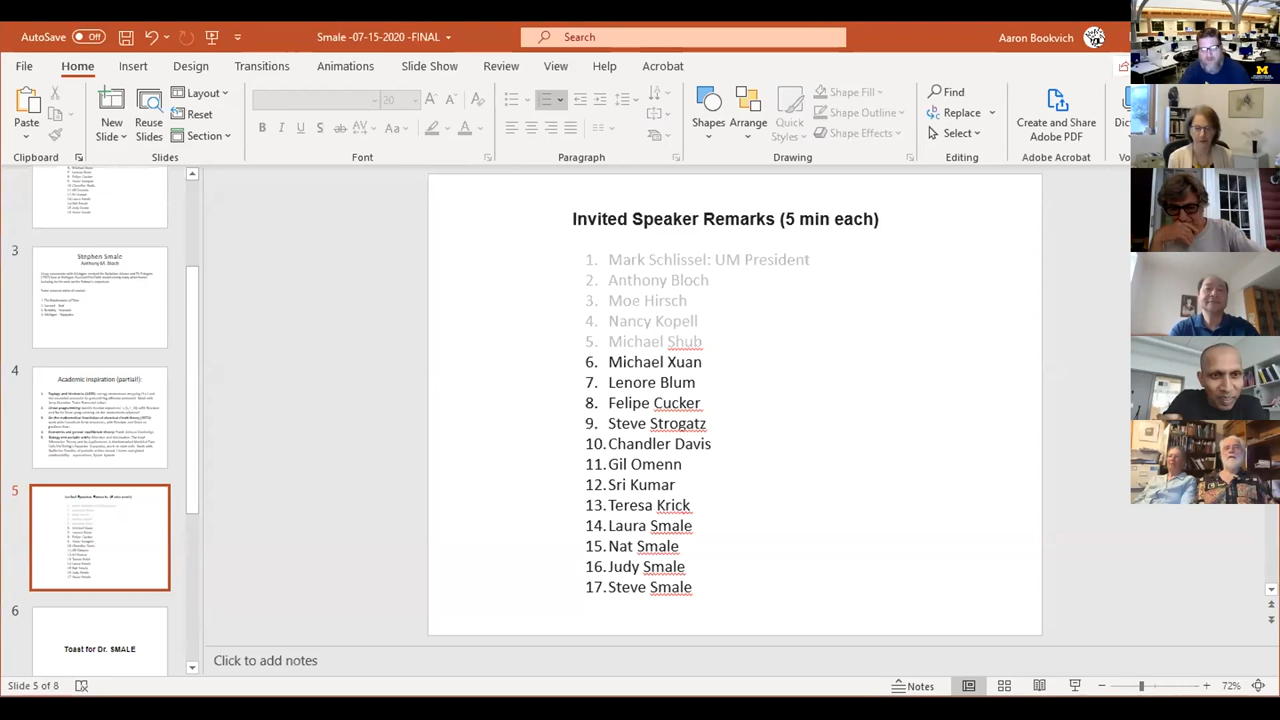 AutoSave Off
Smale -07-15-2020 -FINAL
Search
Aaron Bookvich
File Home Insert Design Transitions Animations Slide Show Review View Help Acrobat
Paste
New Slide
Reuse Slides
Layout
Reset
Section
20
Shapes
Arrange
Quick Styles
Shape Fill
Shape Outline
Shape Effects
Find
Replace
Select
Create and Share Adobe PDF
Clipboard Slides Font Paragraph Drawing Editing Adobe Acrobat
3
Stephen Smale
Anthony M. Bloch
4
Academic inspiration (partial!):
5
6
Toast for Dr. SMALE
Invited Speaker Remarks (5 min each)
1. Mark Schlissel: UM President
2. Anthony Bloch
3. Moe Hirsch
4. Nancy Kopell
5. Michael Shub
6. Michael Xuan
7. Lenore Blum
8. Felipe Cucker
9. Steve Strogatz
10. Chandler Davis
11. Gil Omenn
12. Sri Kumar
13. Teresa Krick
14. Laura Smale
15. Nat Smale
16. Judy Smale
17. Steve Smale
Click to add notes
Slide 5 of 8
Notes
72%